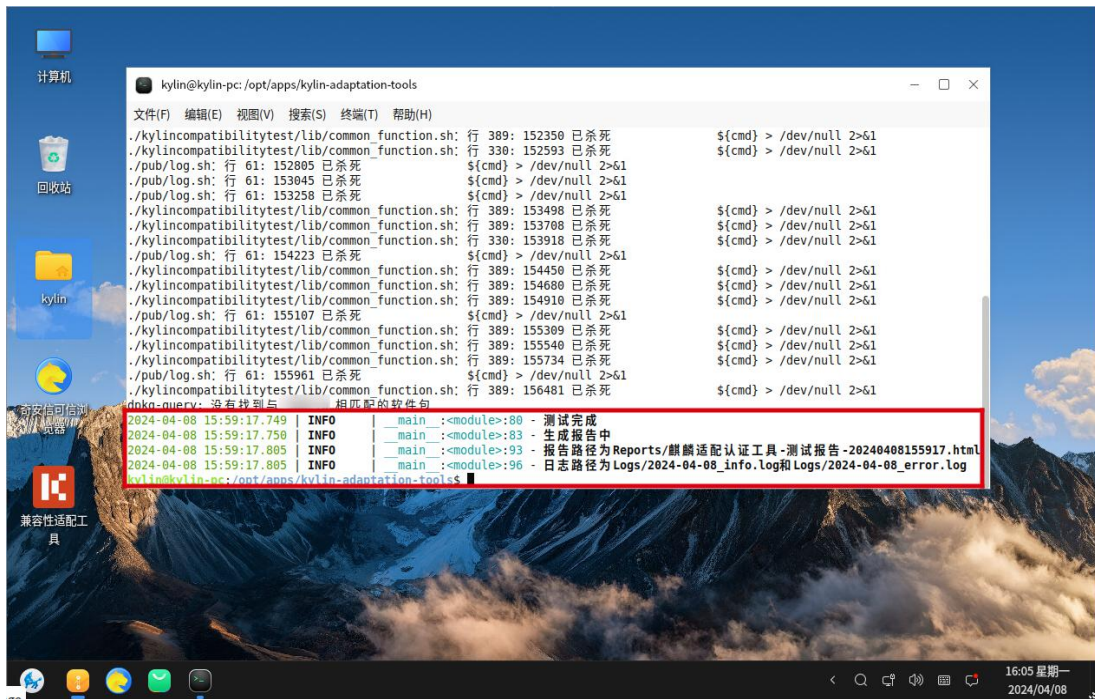 计算机
回收站
kylin
奇安信可信浏
览器
兼容性适配工
具
kylin@kylin-pc: /opt/apps/kylin-adaptation-tools
文件(F) 编辑(E) 视图(V) 搜索(S) 终端(T) 帮助(H)
./kylincompatibilitytest/lib/common_function.sh: 行 389: 152350 已杀死 ${cmd} > /dev/null 2>&1
./kylincompatibilitytest/lib/common_function.sh: 行 330: 152593 已杀死 ${cmd} > /dev/null 2>&1
./pub/log.sh: 行 61: 152805 已杀死 ${cmd} > /dev/null 2>&1
./pub/log.sh: 行 61: 153045 已杀死 ${cmd} > /dev/null 2>&1
./pub/log.sh: 行 61: 153258 已杀死 ${cmd} > /dev/null 2>&1
./kylincompatibilitytest/lib/common_function.sh: 行 389: 153498 已杀死 ${cmd} > /dev/null 2>&1
./kylincompatibilitytest/lib/common_function.sh: 行 389: 153708 已杀死 ${cmd} > /dev/null 2>&1
./kylincompatibilitytest/lib/common_function.sh: 行 330: 153918 已杀死 ${cmd} > /dev/null 2>&1
./pub/log.sh: 行 61: 154223 已杀死 ${cmd} > /dev/null 2>&1
./kylincompatibilitytest/lib/common_function.sh: 行 389: 154450 已杀死 ${cmd} > /dev/null 2>&1
./kylincompatibilitytest/lib/common_function.sh: 行 389: 154680 已杀死 ${cmd} > /dev/null 2>&1
./kylincompatibilitytest/lib/common_function.sh: 行 389: 154910 已杀死 ${cmd} > /dev/null 2>&1
./pub/log.sh: 行 61: 155107 已杀死 ${cmd} > /dev/null 2>&1
./kylincompatibilitytest/lib/common_function.sh: 行 389: 155309 已杀死 ${cmd} > /dev/null 2>&1
./kylincompatibilitytest/lib/common_function.sh: 行 389: 155540 已杀死 ${cmd} > /dev/null 2>&1
./kylincompatibilitytest/lib/common_function.sh: 行 389: 155734 已杀死 ${cmd} > /dev/null 2>&1
./pub/log.sh: 行 61: 155961 已杀死 ${cmd} > /dev/null 2>&1
./kylincompatibilitytest/lib/common_function.sh: 行 389: 156481 已杀死 ${cmd} > /dev/null 2>&1
dpkg-query: 没有找到与 相匹配的软件包
2024-04-08 15:59:17.749 | INFO | __main__:<module>:80 - 测试完成
2024-04-08 15:59:17.750 | INFO | __main__:<module>:83 - 生成报告中
2024-04-08 15:59:17.805 | INFO | __main__:<module>:93 - 报告路径为Reports/麒麟适配认证工具-测试报告-20240408155917.html
2024-04-08 15:59:17.805 | INFO | __main__:<module>:96 - 日志路径为Logs/2024-04-08_info.log和Logs/2024-04-08_error.log
kylin@kylin-pc:/opt/apps/kylin-adaptation-tools$
16:05 星期一
2024/04/08